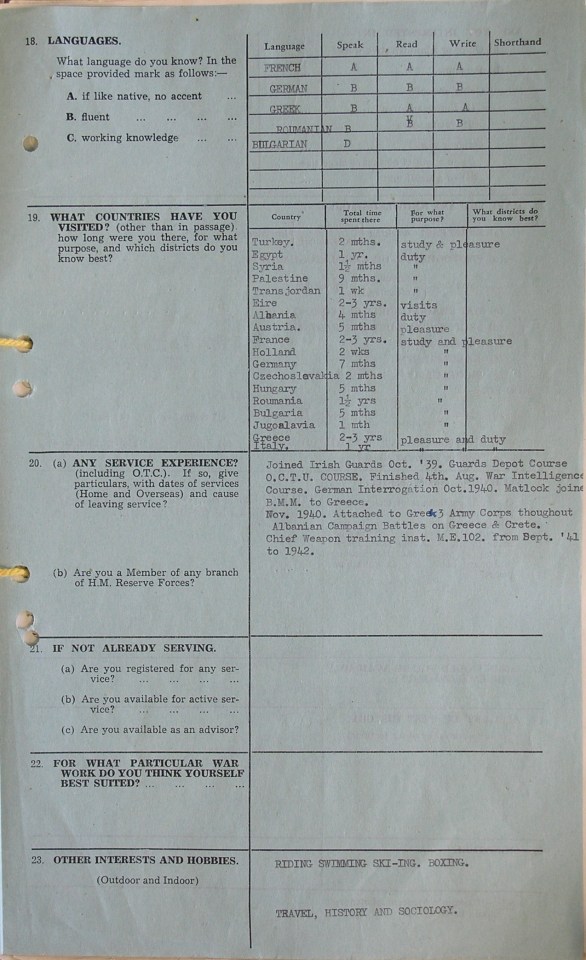 18. LANGUAGES.
What language do you know? In the
space provided mark as follows:—
A. if like native, no accent ...
B. fluent ... ... ... ...
C. working knowledge ... ...
Language Speak Read Write Shorthand
FRENCH A A A
GERMAN B B B
GREEK B A A
ROUMANIAN B B B
BULGARIAN D
19. WHAT COUNTRIES HAVE YOU
VISITED? (other than in passage)
how long were you there, for what
purpose, and which districts do you
know best?
Country Total time spent there For what purpose? What districts do you know best?
Turkey. 2 mths. study & pleasure
Egypt 1 yr. duty
Syria 1½ mths "
Palestine 9 mths. "
Transjordan 1 wk "
Eire 2-3 yrs. visits
Albania 4 mths duty
Austria. 5 mths pleasure
France 2-3 yrs. study and pleasure
Holland 2 wks "
Germany 7 mths "
Czechoslevakia 2 mths "
Hungary 5 mths "
Roumania 1½ yrs "
Bulgaria 5 mths "
Jugoalavia 1 mth "
Greece 2-3 yrs pleasure and duty
Italy. 1 yr
20. (a) ANY SERVICE EXPERIENCE?
(including O.T.C.). If so, give
particulars, with dates of services
(Home and Overseas) and cause
of leaving service?
Joined Irish Guards Oct. '39. Guards Depot Course
O.C.T.U. COURSE. Finished 4th. Aug. War Intelligence
Course. German Interrogation Oct.1940. Matlock join
B.M.M. to Greece.
Nov. 1940. Attached to Greek 3 Army Corps thoughout
Albanian Campaign Battles on Greece & Crete.
Chief Weapon training inst. M.E.102. from Sept. '41
to 1942.
(b) Are you a Member of any branch
of H.M. Reserve Forces?
21. IF NOT ALREADY SERVING.
(a) Are you registered for any ser-
vice? ... ... ... ...
(b) Are you available for active ser-
vice? ... ... ... ...
(c) Are you available as an advisor?
22. FOR WHAT PARTICULAR WAR
WORK DO YOU THINK YOURSELF
BEST SUITED? ... ... ... ...
23. OTHER INTERESTS AND HOBBIES.
(Outdoor and Indoor)
RIDING SWIMMING SKI-ING. BOXING.
TRAVEL, HISTORY AND SOCIOLOGY.